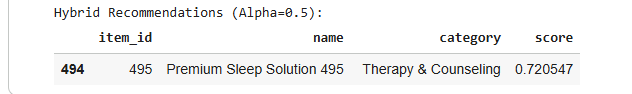 Hybrid Recommendations (Alpha=0.5):
item_id name category score
494 495 Premium Sleep Solution 495 Therapy & Counseling 0.720547